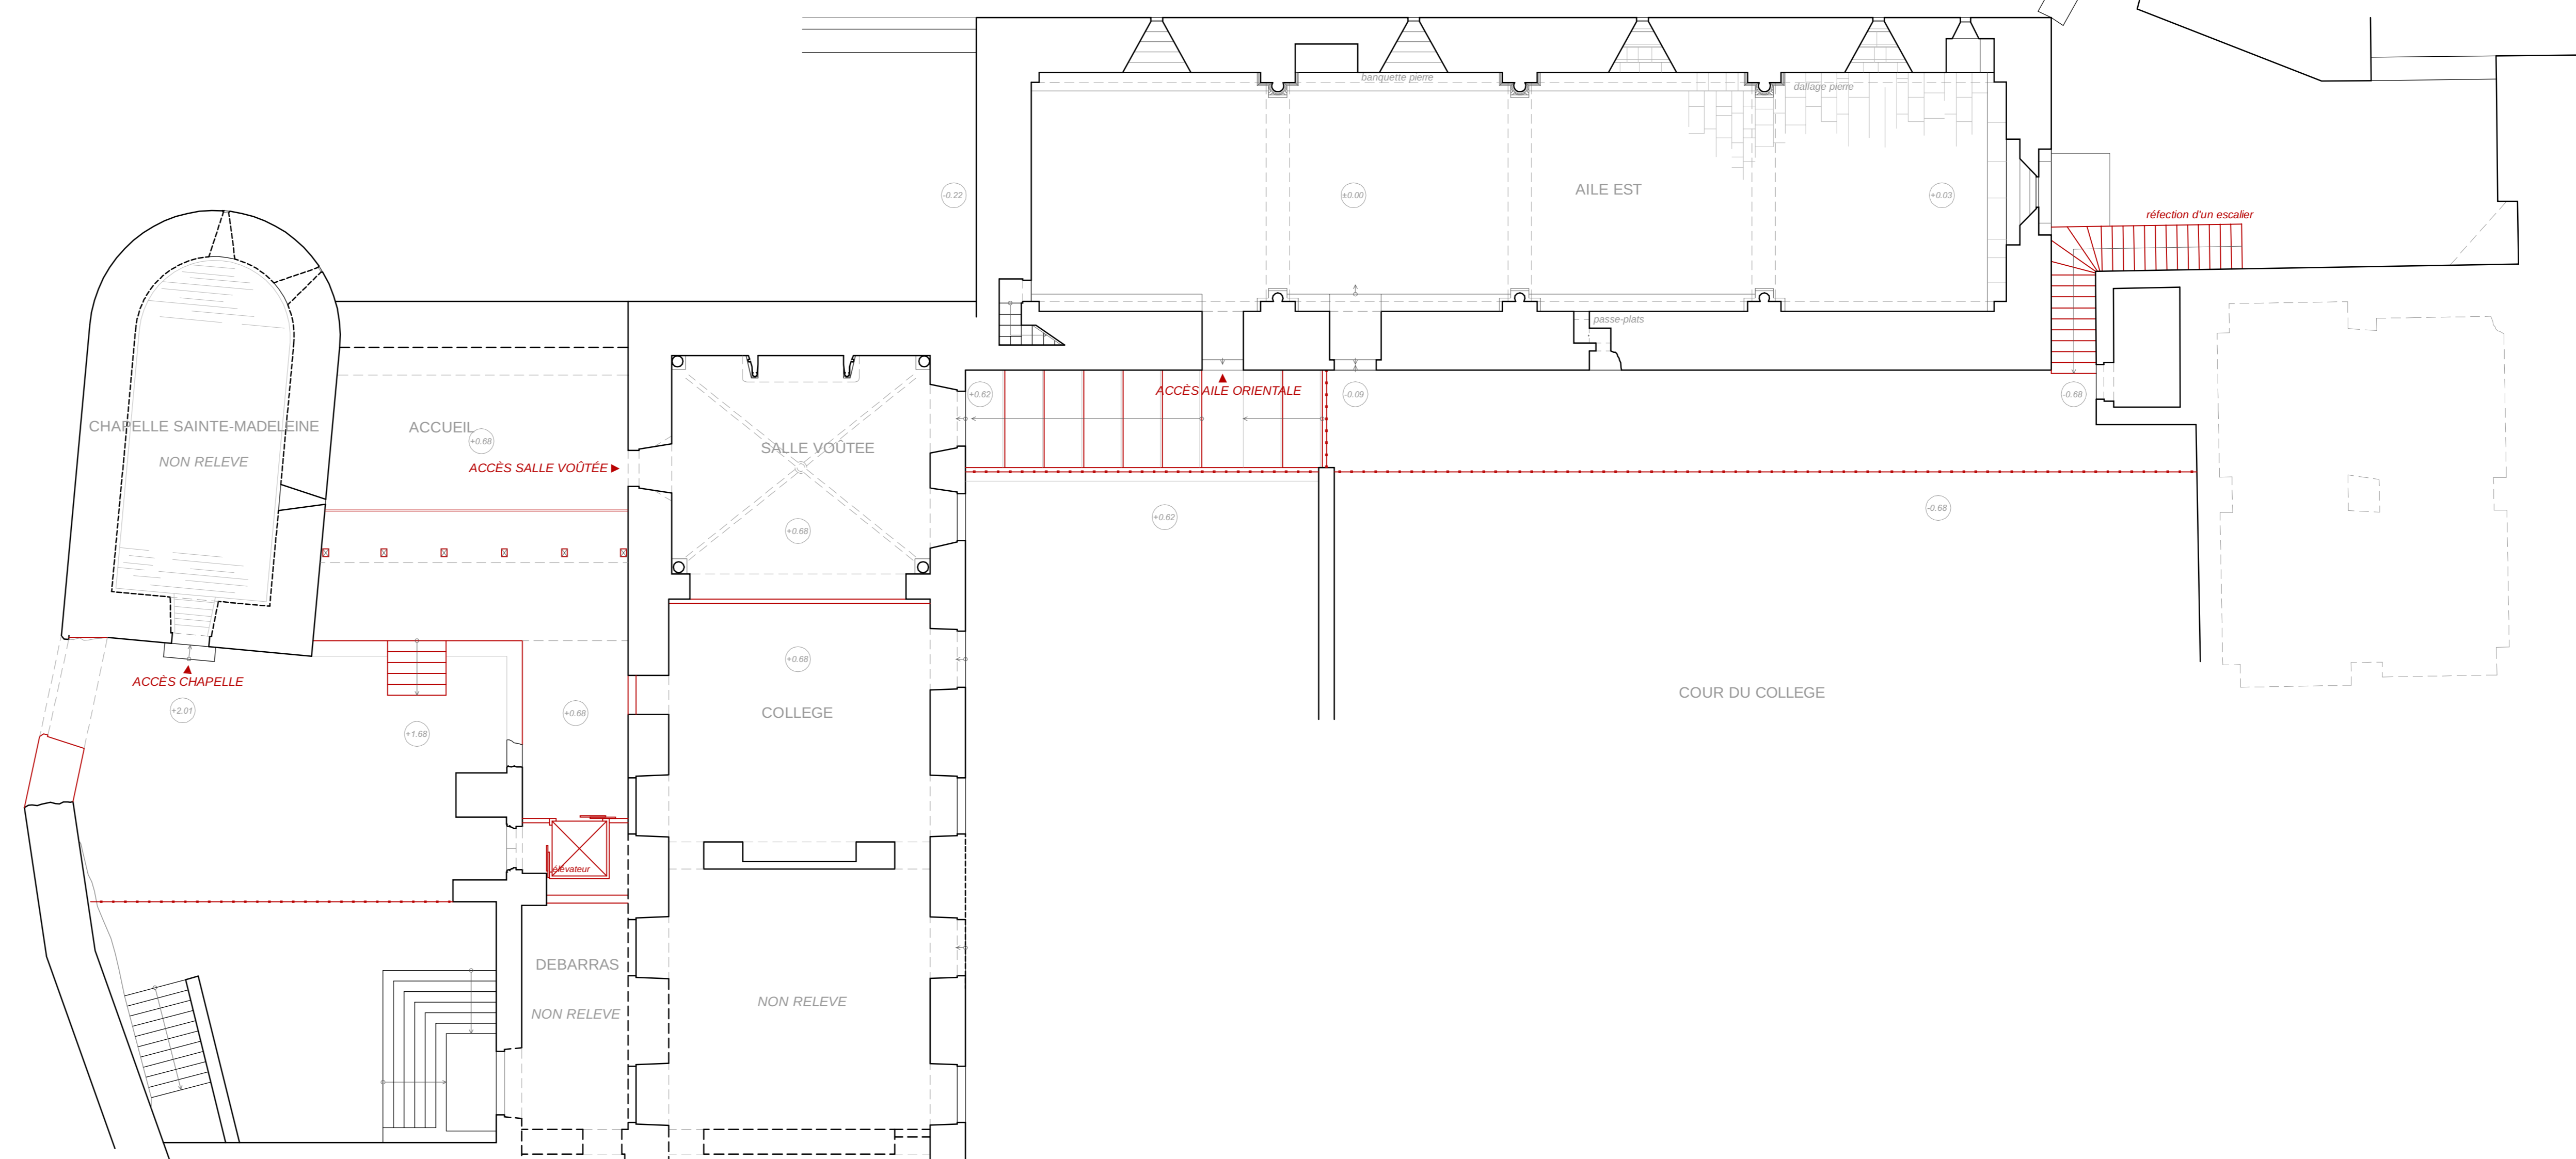 banquette pierre
dallage pierre
-0.22
±0.00
AILE EST
+0.03
réfection d'un escalier
passe-plats
ACCÈS AILE ORIENTALE
+0.62
-0.09
-0.68
CHAPELLE SAINTE-MADELEINE
NON RELEVE
ACCUEIL
+0.68
ACCÈS SALLE VOÛTÉE
SALLE VOÛTEE
+0.68
+0.62
-0.68
+0.68
ACCÈS CHAPELLE
+2.01
+1.68
+0.68
COLLEGE
COUR DU COLLEGE
élevateur
DEBARRAS
NON RELEVE
NON RELEVE